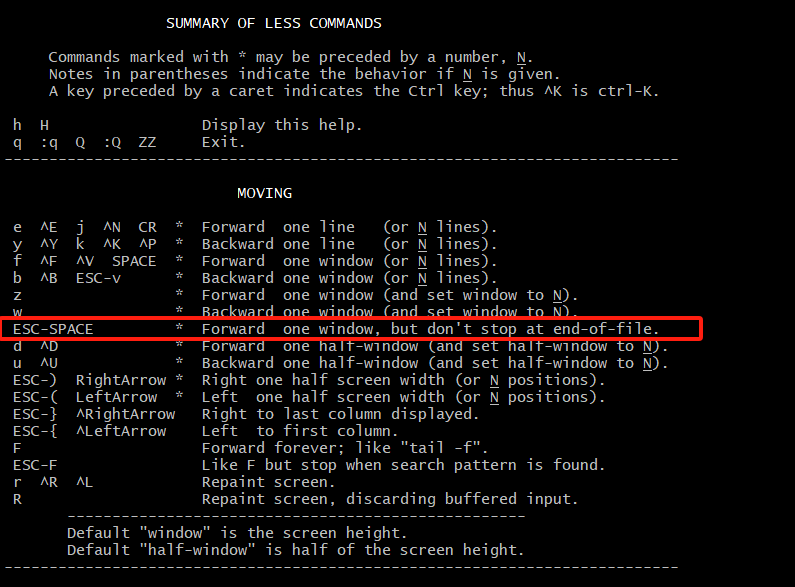 SUMMARY OF LESS COMMANDS
Commands marked with * may be preceded by a number, N.
Notes in parentheses indicate the behavior if N is given.
A key preceded by a caret indicates the Ctrl key; thus ^K is ctrl-K.
h  H                 Display this help.
q  :q  Q  :Q  ZZ     Exit.
---------------------------------------------------------------------------
MOVING
e  ^E  j  ^N  CR  *  Forward  one line   (or N lines).
y  ^Y  k  ^K  ^P  *  Backward one line   (or N lines).
f  ^F  ^V  SPACE  *  Forward  one window (or N lines).
b  ^B  ESC-v      *  Backward one window (or N lines).
z                 *  Forward  one window (and set window to N).
w                 *  Backward one window (and set window to N).
ESC-SPACE         *  Forward  one window, but don't stop at end-of-file.
d  ^D             *  Forward  one half-window (and set half-window to N).
u  ^U             *  Backward one half-window (and set half-window to N).
ESC-)  RightArrow *  Right one half screen width (or N positions).
ESC-(  LeftArrow  *  Left  one half screen width (or N positions).
ESC-}  ^RightArrow   Right to last column displayed.
ESC-{  ^LeftArrow    Left  to first column.
F                    Forward forever; like "tail -f".
ESC-F                Like F but stop when search pattern is found.
r  ^R  ^L            Repaint screen.
R                    Repaint screen, discarding buffered input.
---------------------------------------------------
Default "window" is the screen height.
Default "half-window" is half of the screen height.
---------------------------------------------------------------------------